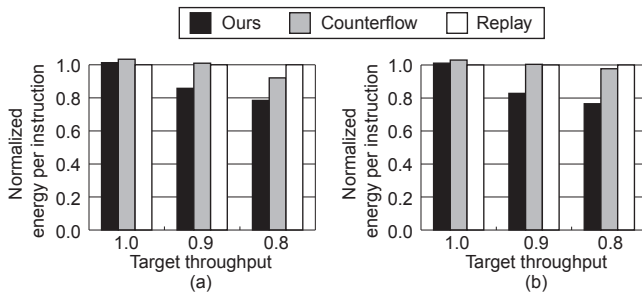 Ours Counterflow Replay
Normalized
energy per instruction
1.0
0.8
0.6
0.4
0.2
0.0
1.0 0.9 0.8
Target throughput
(a)
Normalized
energy per instruction
1.0
0.8
0.6
0.4
0.2
0.0
1.0 0.9 0.8
Target throughput
(b)